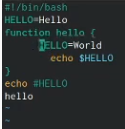 #!/bin/bash
HELLO=Hello
function hello {
HELLO=World
echo $HELLO
}
echo #HELLO
hello
~
~